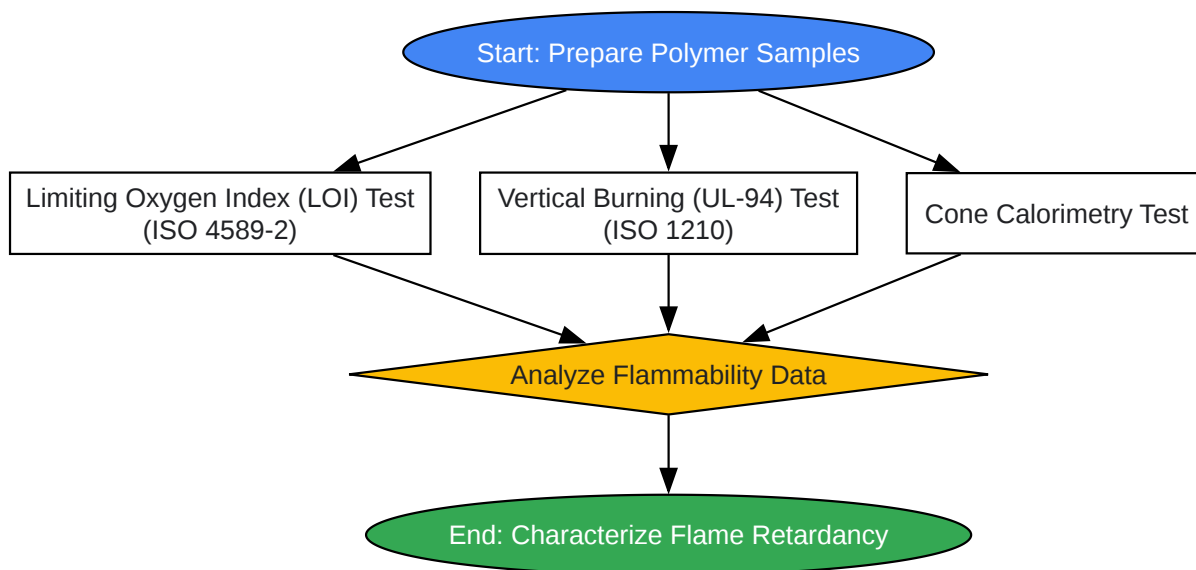 Start: Prepare Polymer Samples
Limiting Oxygen Index (LOI) Test
(ISO 4589-2)
Vertical Burning (UL-94) Test
(ISO 1210)
Cone Calorimetry Test
Analyze Flammability Data
End: Characterize Flame Retardancy